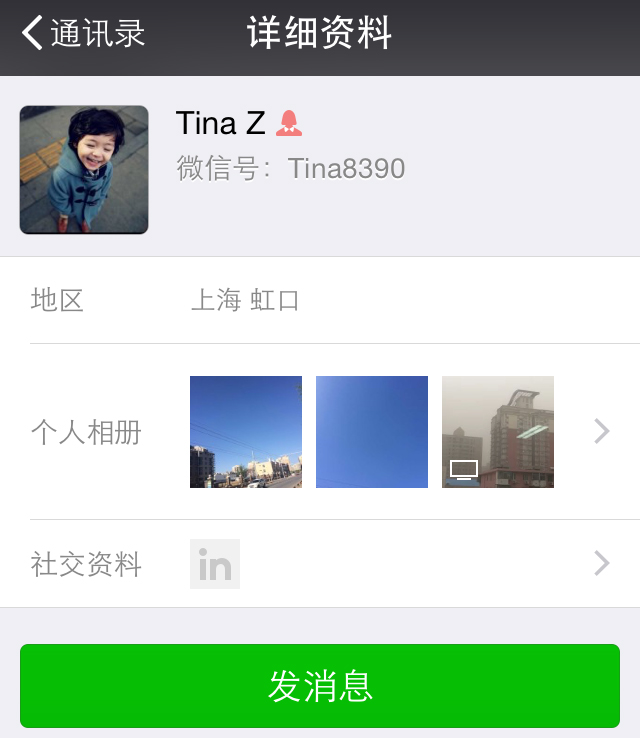 通讯录
详细资料
Tina Z
微信号：Tina8390
地区
上海 虹口
个人相册
社交资料
in
发消息